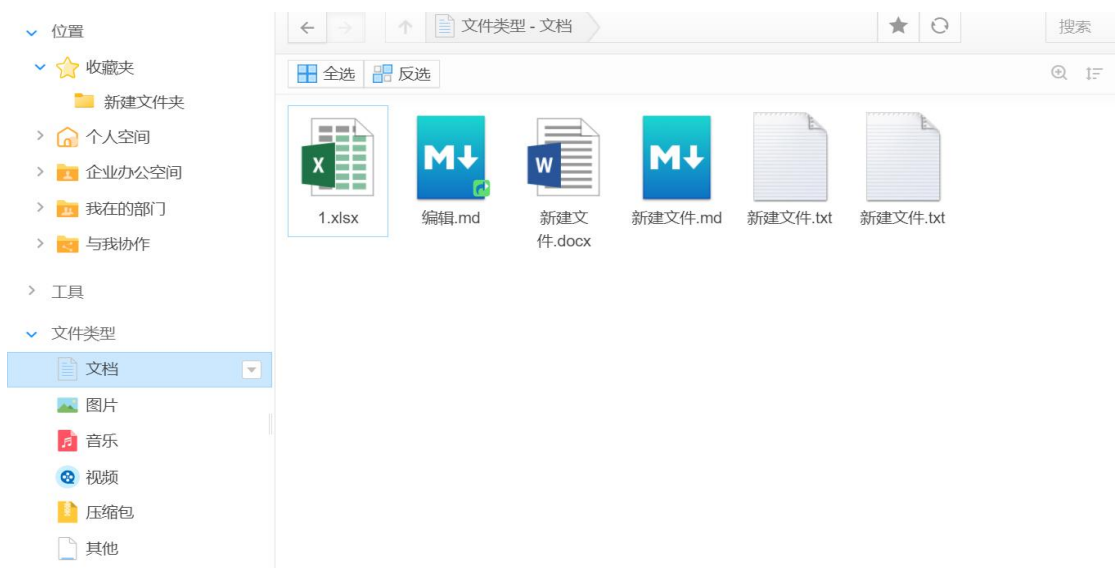 位置
收藏夹
新建文件夹
个人空间
企业办公空间
我在的部门
与我协作
工具
文件类型
文档
图片
音乐
视频
压缩包
其他
文件类型 - 文档
搜索
全选 反选
X
1.xlsx
M
编辑.md
W
新建文
件.docx
M
新建文件.md
新建文件.txt
新建文件.txt